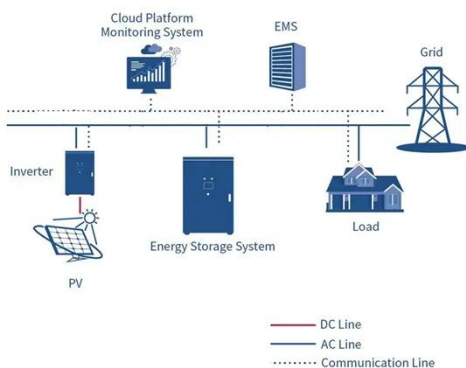 Cloud Platform
Monitoring System
EMS
Grid
Inverter
Energy Storage System
Load
PV
DC Line
AC Line
Communication Line